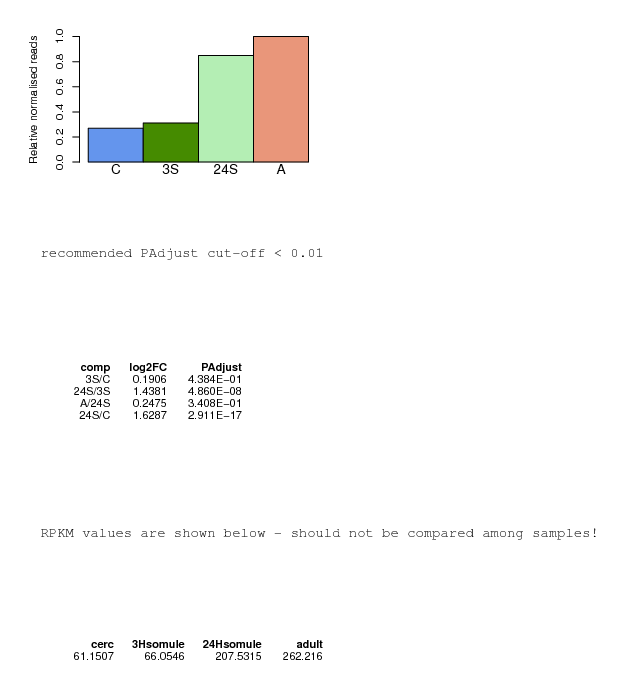 Relative normalised reads
1.0
0.8
0.6
0.4
0.2
0.0
C 3S 24S A
recommended PAdjust cut-off < 0.01
comp log2FC PAdjust
3S/C 0.1906 4.384E−01
24S/3S 1.4381 4.860E−08
A/24S 0.2475 3.408E−01
24S/C 1.6287 2.911E−17
RPKM values are shown below - should not be compared among samples!
cerc 3Hsomule 24Hsomule adult
61.1507 66.0546 207.5315 262.216